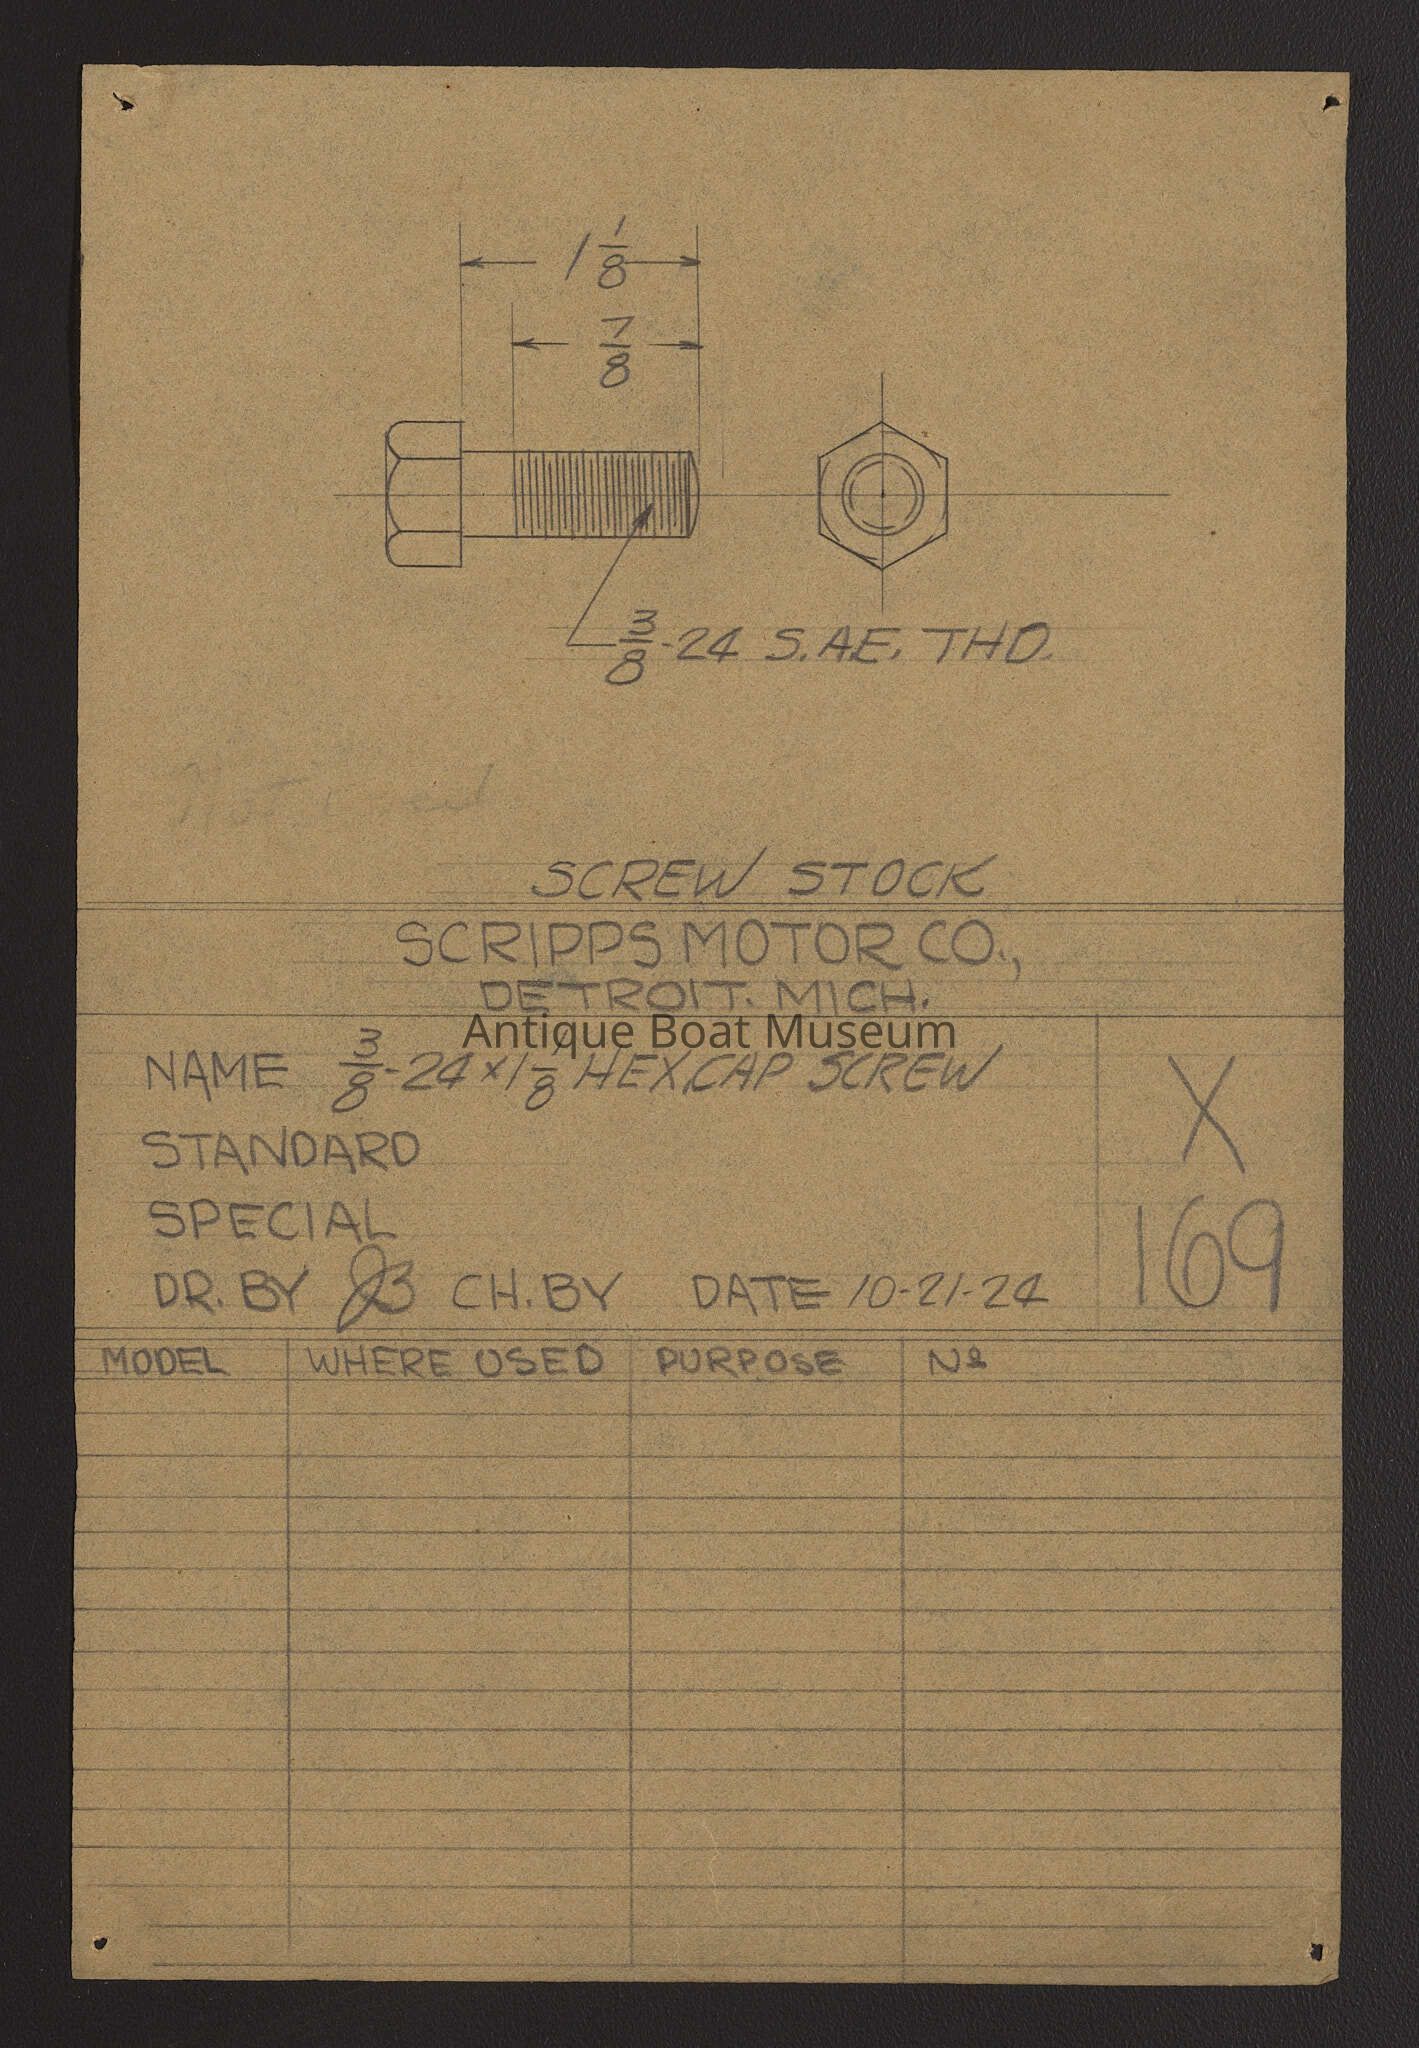 1 1/8
7/8
3/8-24 S.A.E. THD.
SCREW STOCK
SCRIPPS MOTOR CO.,
DETROIT. MICH.
Antique Boat Museum
NAME 3/8-24 x 1 1/8 HEX. CAP SCREW
X
STANDARD
SPECIAL
169
DR. BY JB CH. BY DATE 10-21-24
MODEL WHERE USED PURPOSE No